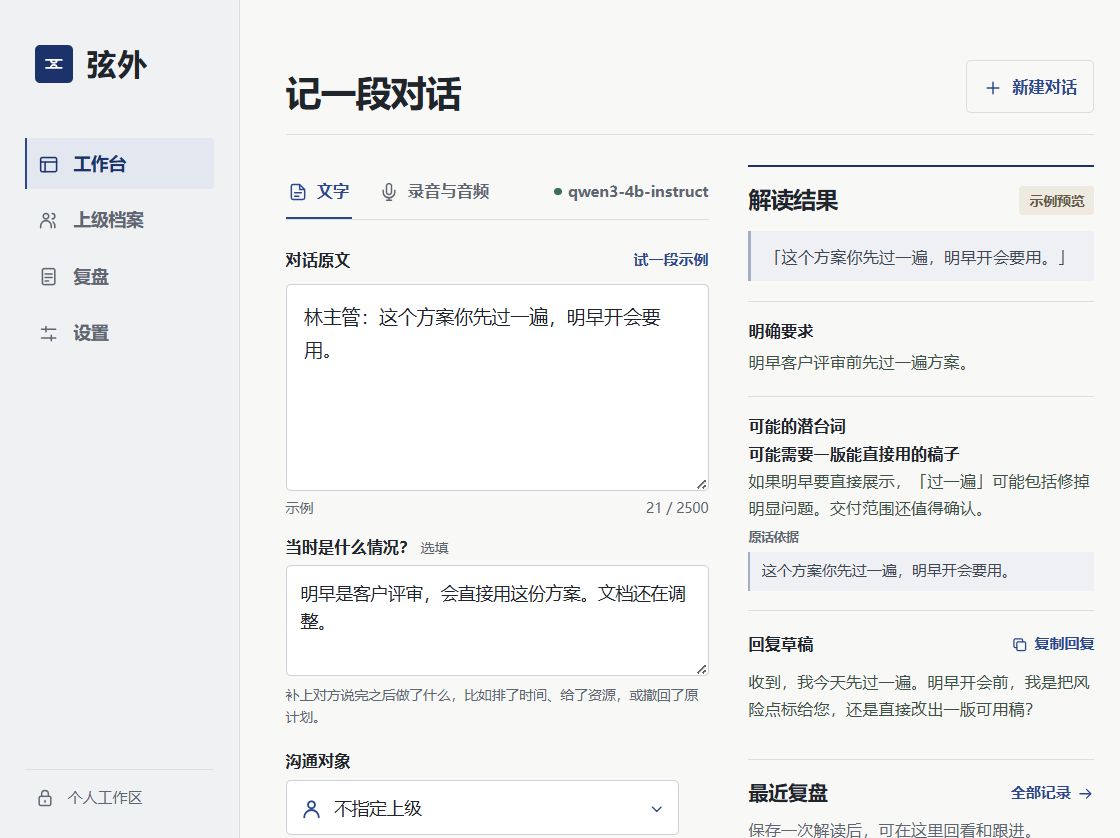 弦外
工作台
上级档案
复盘
设置
个人工作区
记一段对话
新建对话
文字
录音与音频
qwen3-4b-instruct
对话原文
试一段示例
林主管：这个方案你先过一遍，明早开会要
用。
示例
21 / 2500
当时是什么情况？ 选填
明早是客户评审，会直接用这份方案。文档还在调
整。
补上对方说完之后做了什么，比如排了时间、给了资源，或撤回了原
计划。
沟通对象
不指定上级
解读结果
示例预览
「这个方案你先过一遍，明早开会要用。」
明确要求
明早客户评审前先过一遍方案。
可能的潜台词
可能需要一版能直接用的稿子
如果明早要直接展示，「过一遍」可能包括修掉
明显问题。交付范围还值得确认。
原话依据
这个方案你先过一遍，明早开会要用。
回复草稿
复制回复
收到，我今天先过一遍。明早开会前，我是把风
险点标给您，还是直接改出一版可用稿？
最近复盘
全部记录
保存一次解读后，可在这里回看和跟进。